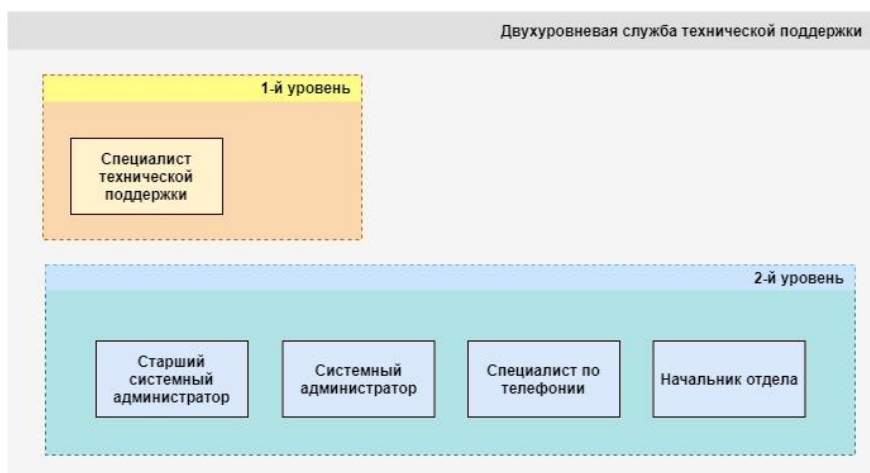 Двухуровневая служба технической поддержки
1-й уровень
Специалист
технической
поддержки
2-й уровень
Старший
системный
администратор
Системный
администратор
Специалист по
телефонии
Начальник отдела